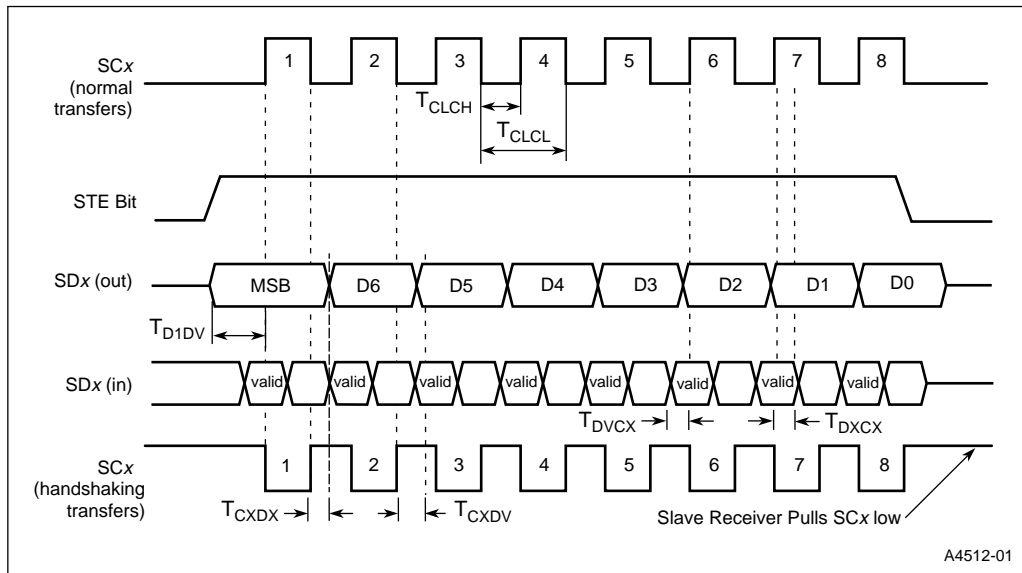 SCx
(normal
transfers)
1 2 3 4 5 6 7 8
TCLCH
TCLCL
STE Bit
SDx (out)
MSB D6 D5 D4 D3 D2 D1 D0
TD1DV
SDx (in)
valid valid valid valid valid valid valid valid
TDVCX
TDXCX
SCx
(handshaking
transfers)
1 2 3 4 5 6 7 8
TCXDX
TCXDV
Slave Receiver Pulls SCx low
A4512-01